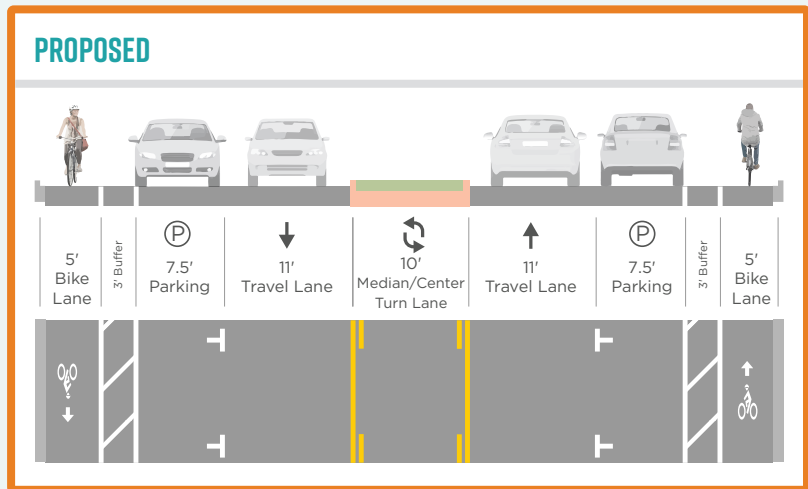 PROPOSED
5'
Bike
Lane
3' Buffer
P
7.5'
Parking
11'
Travel Lane
10'
Median/Center
Turn Lane
11'
Travel Lane
P
7.5'
Parking
3' Buffer
5'
Bike
Lane